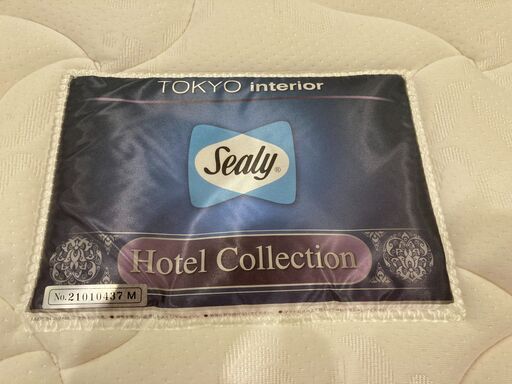 TOKYO interior
Sealy®
Hotel Collection
No.21010437 M